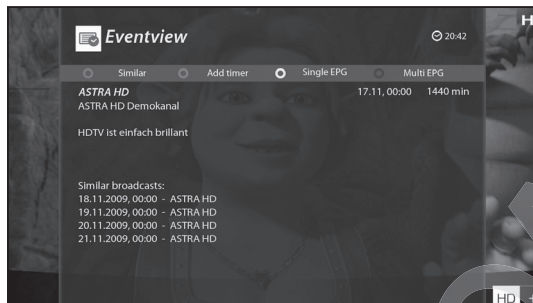 Eventview
20:42
Similar Add timer Single EPG Multi EPG
ASTRA HD 17.11, 00:00 1440 min
ASTRA HD Demokanal
HDTV ist einfach brillant
Similar broadcasts:
18.11.2009, 00:00 - ASTRA HD
19.11.2009, 00:00 - ASTRA HD
20.11.2009, 00:00 - ASTRA HD
21.11.2009, 00:00 - ASTRA HD
HD